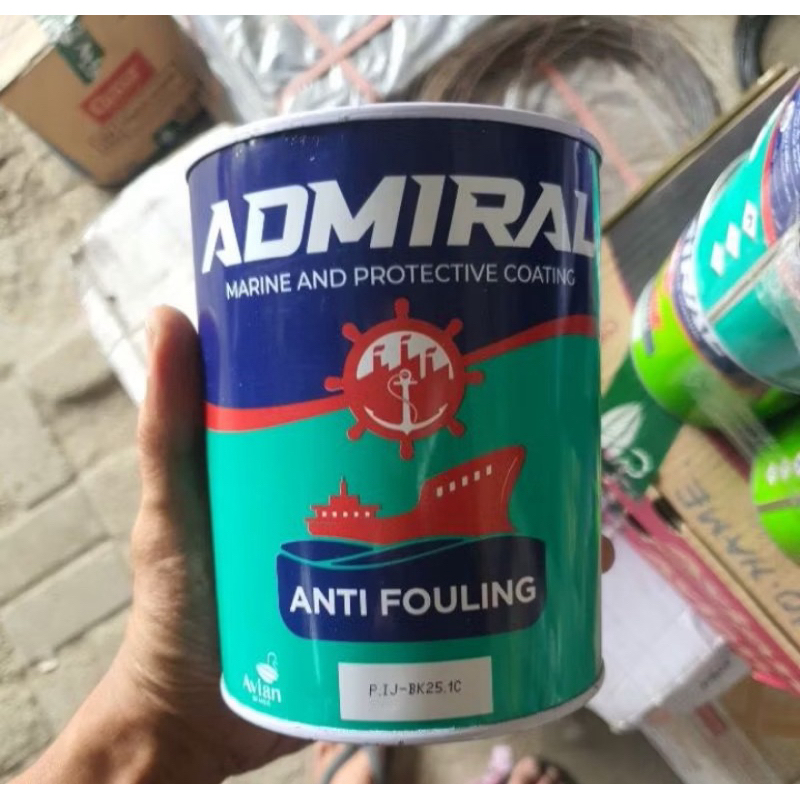 ADMIRAL
MARINE AND PROTECTIVE COATING
ANTI FOULING
Avian
P.IJ-BK25.1C